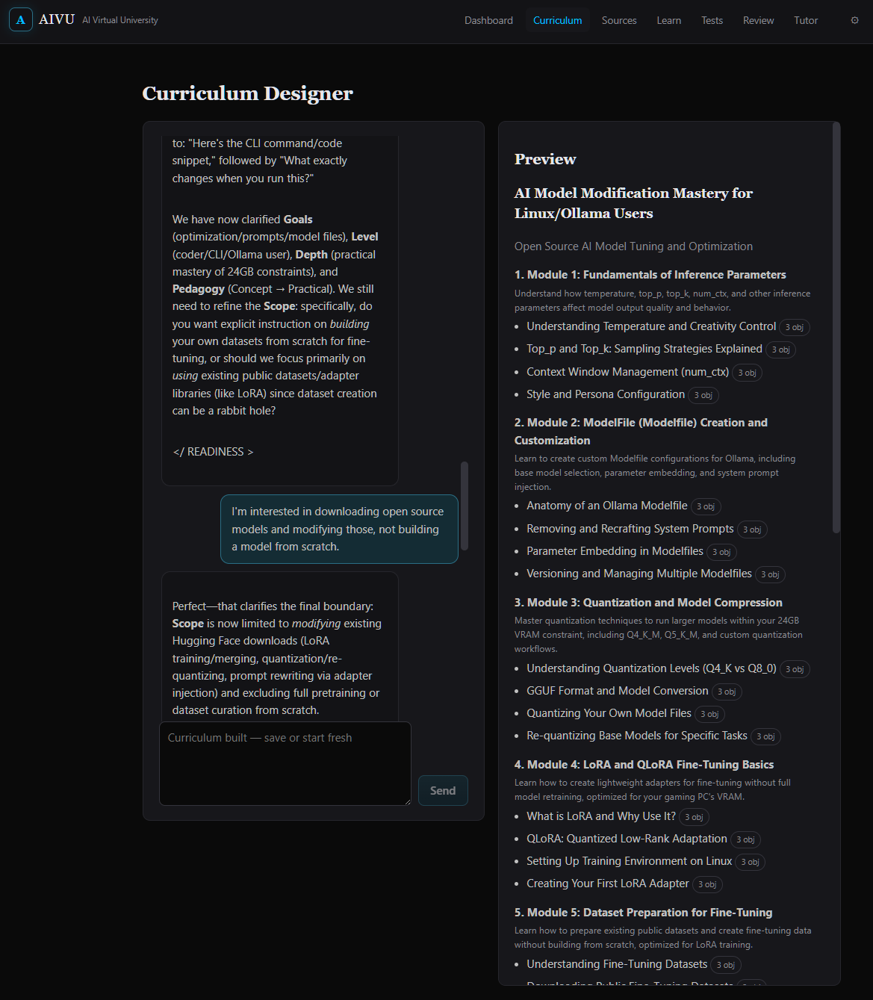 A AIVU AI Virtual University Dashboard Curriculum Sources Learn Tests Review Tutor
Curriculum Designer
to: "Here's the CLI command/code
snippet," followed by "What exactly
changes when you run this?"
We have now clarified Goals
(optimization/prompts/model files), Level
(coder/CLI/Ollama user), Depth (practical
mastery of 24GB constraints), and
Pedagogy (Concept → Practical). We still
need to refine the Scope: specifically, do
you want explicit instruction on building
your own datasets from scratch for fine-
tuning, or should we focus primarily on
using existing public datasets/adapter
libraries (like LoRA) since dataset creation
can be a rabbit hole?
</ READINESS >
I'm interested in downloading open source
models and modifying those, not building
a model from scratch.
Perfect—that clarifies the final boundary:
Scope is now limited to modifying existing
Hugging Face downloads (LoRA
training/merging, quantization/re-
quantizing, prompt rewriting via adapter
injection) and excluding full pretraining or
dataset curation from scratch.
Curriculum built — save or start fresh
Send
Preview
AI Model Modification Mastery for
Linux/Ollama Users
Open Source AI Model Tuning and Optimization
1. Module 1: Fundamentals of Inference Parameters
Understand how temperature, top_p, top_k, num_ctx, and other inference
parameters affect model output quality and behavior.
• Understanding Temperature and Creativity Control 3 obj
• Top_p and Top_k: Sampling Strategies Explained 3 obj
• Context Window Management (num_ctx) 3 obj
• Style and Persona Configuration 3 obj
2. Module 2: ModelFile (Modelfile) Creation and
Customization
Learn to create custom Modelfile configurations for Ollama, including
base model selection, parameter embedding, and system prompt
injection.
• Anatomy of an Ollama Modelfile 3 obj
• Removing and Recrafting System Prompts 3 obj
• Parameter Embedding in Modelfiles 3 obj
• Versioning and Managing Multiple Modelfiles 3 obj
3. Module 3: Quantization and Model Compression
Master quantization techniques to run larger models within your 24GB
VRAM constraint, including Q4_K_M, Q5_K_M, and custom quantization
workflows.
• Understanding Quantization Levels (Q4_K vs Q8_0) 3 obj
• GGUF Format and Model Conversion 3 obj
• Quantizing Your Own Model Files 3 obj
• Re-quantizing Base Models for Specific Tasks 3 obj
4. Module 4: LoRA and QLoRA Fine-Tuning Basics
Learn how to create lightweight adapters for fine-tuning without full
model retraining, optimized for your gaming PC's VRAM.
• What is LoRA and Why Use It? 3 obj
• QLoRA: Quantized Low-Rank Adaptation 3 obj
• Setting Up Training Environment on Linux 3 obj
• Creating Your First LoRA Adapter 3 obj
5. Module 5: Dataset Preparation for Fine-Tuning
Learn how to prepare existing public datasets and create fine-tuning data
without building from scratch, optimized for LoRA training.
• Understanding Fine-Tuning Datasets 3 obj
• Downloading Public Fine-Tuning Datasets